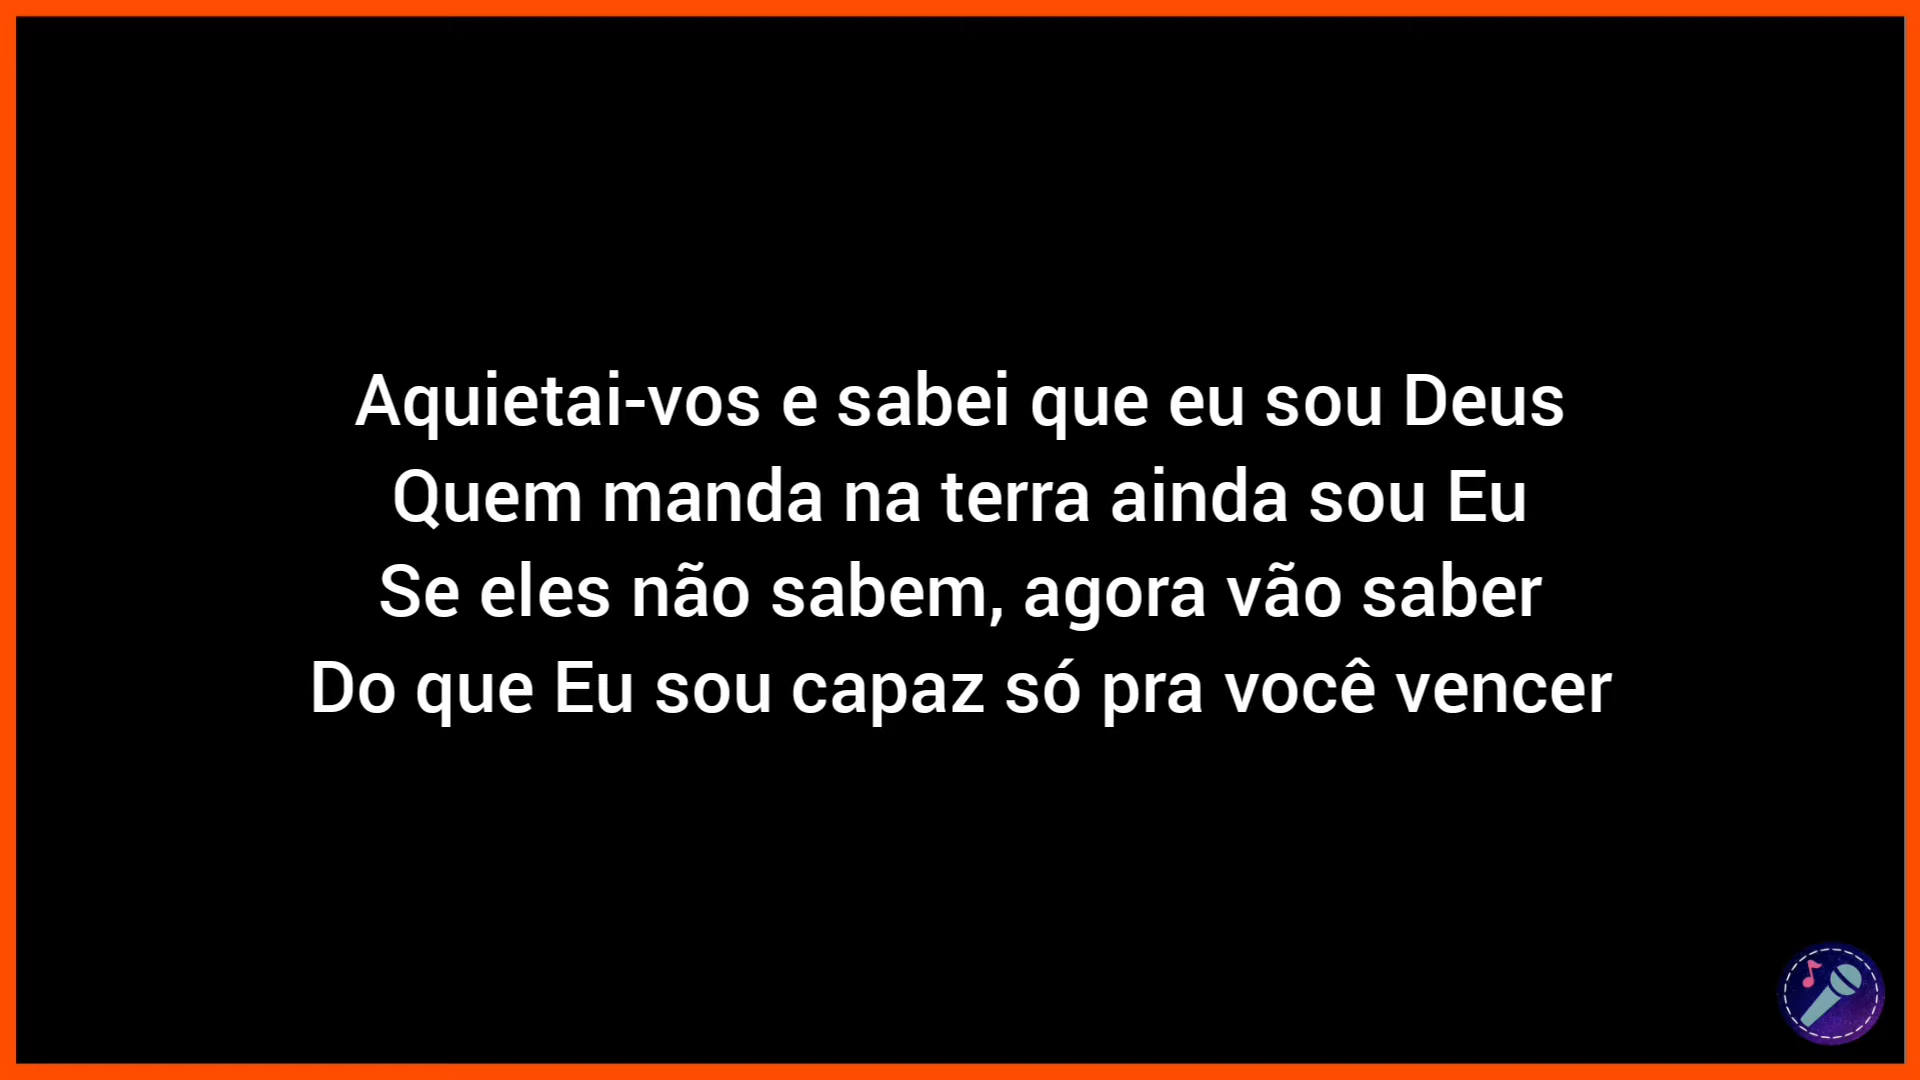 Aquietai-vos e sabei que eu sou Deus
Quem manda na terra ainda sou Eu
Se eles não sabem, agora vão saber
Do que Eu sou capaz só pra você vencer